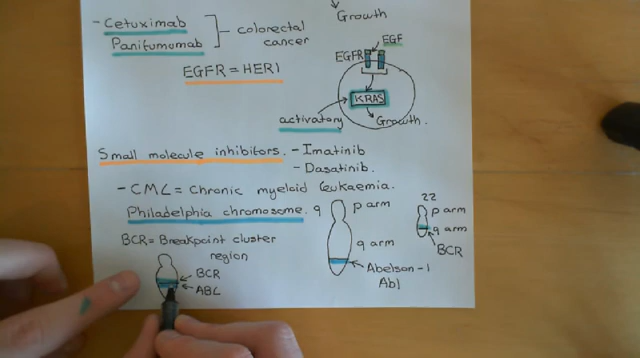 Growth
- Cetuximab
Panitumumab
colorectal
cancer
EGFR = HER1
EGFR
EGF
KRAS
activatory
Growth.
Small molecule inhibitors. - Imatinib
- Dasatinib.
- CML = Chronic myeloid leukaemia.
Philadelphia chromosome.
9
p arm
q arm
Abelson-1
Abl
22
p arm
q arm
BCR
BCR = Breakpoint cluster
region
BCR
ABL